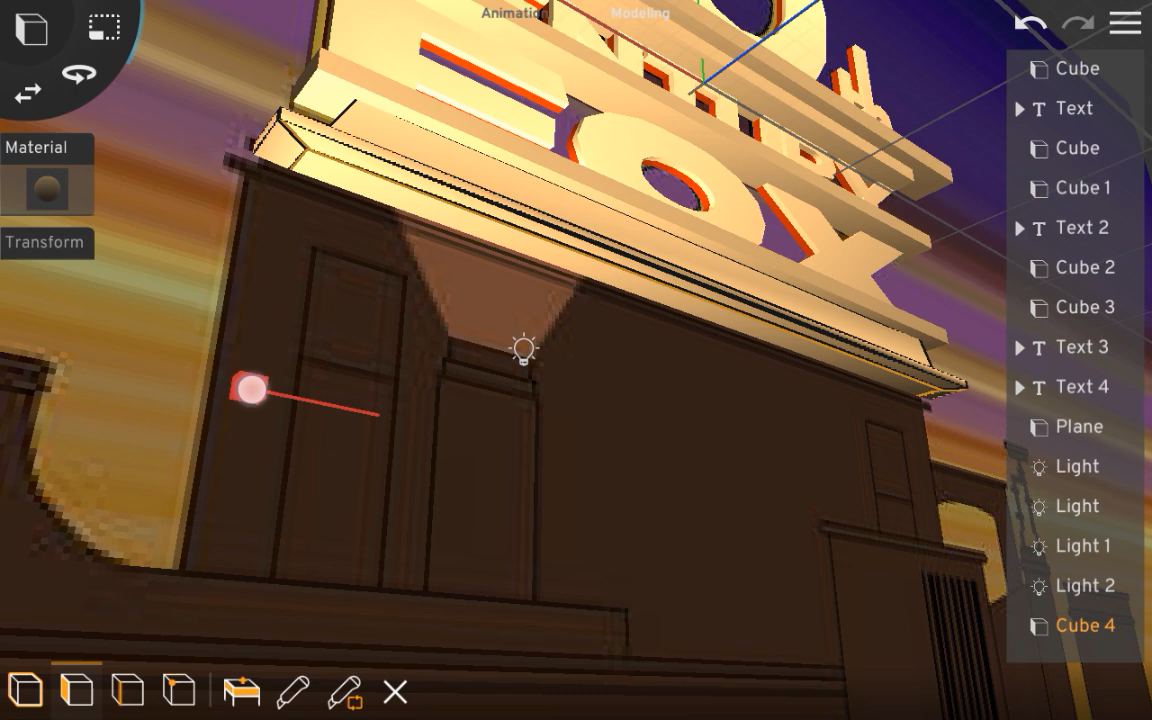 Animation
Modeling
Material
Transform
FOX
Cube
T Text
Cube
Cube 1
T Text 2
Cube 2
Cube 3
T Text 3
T Text 4
Plane
Light
Light
Light 1
Light 2
Cube 4